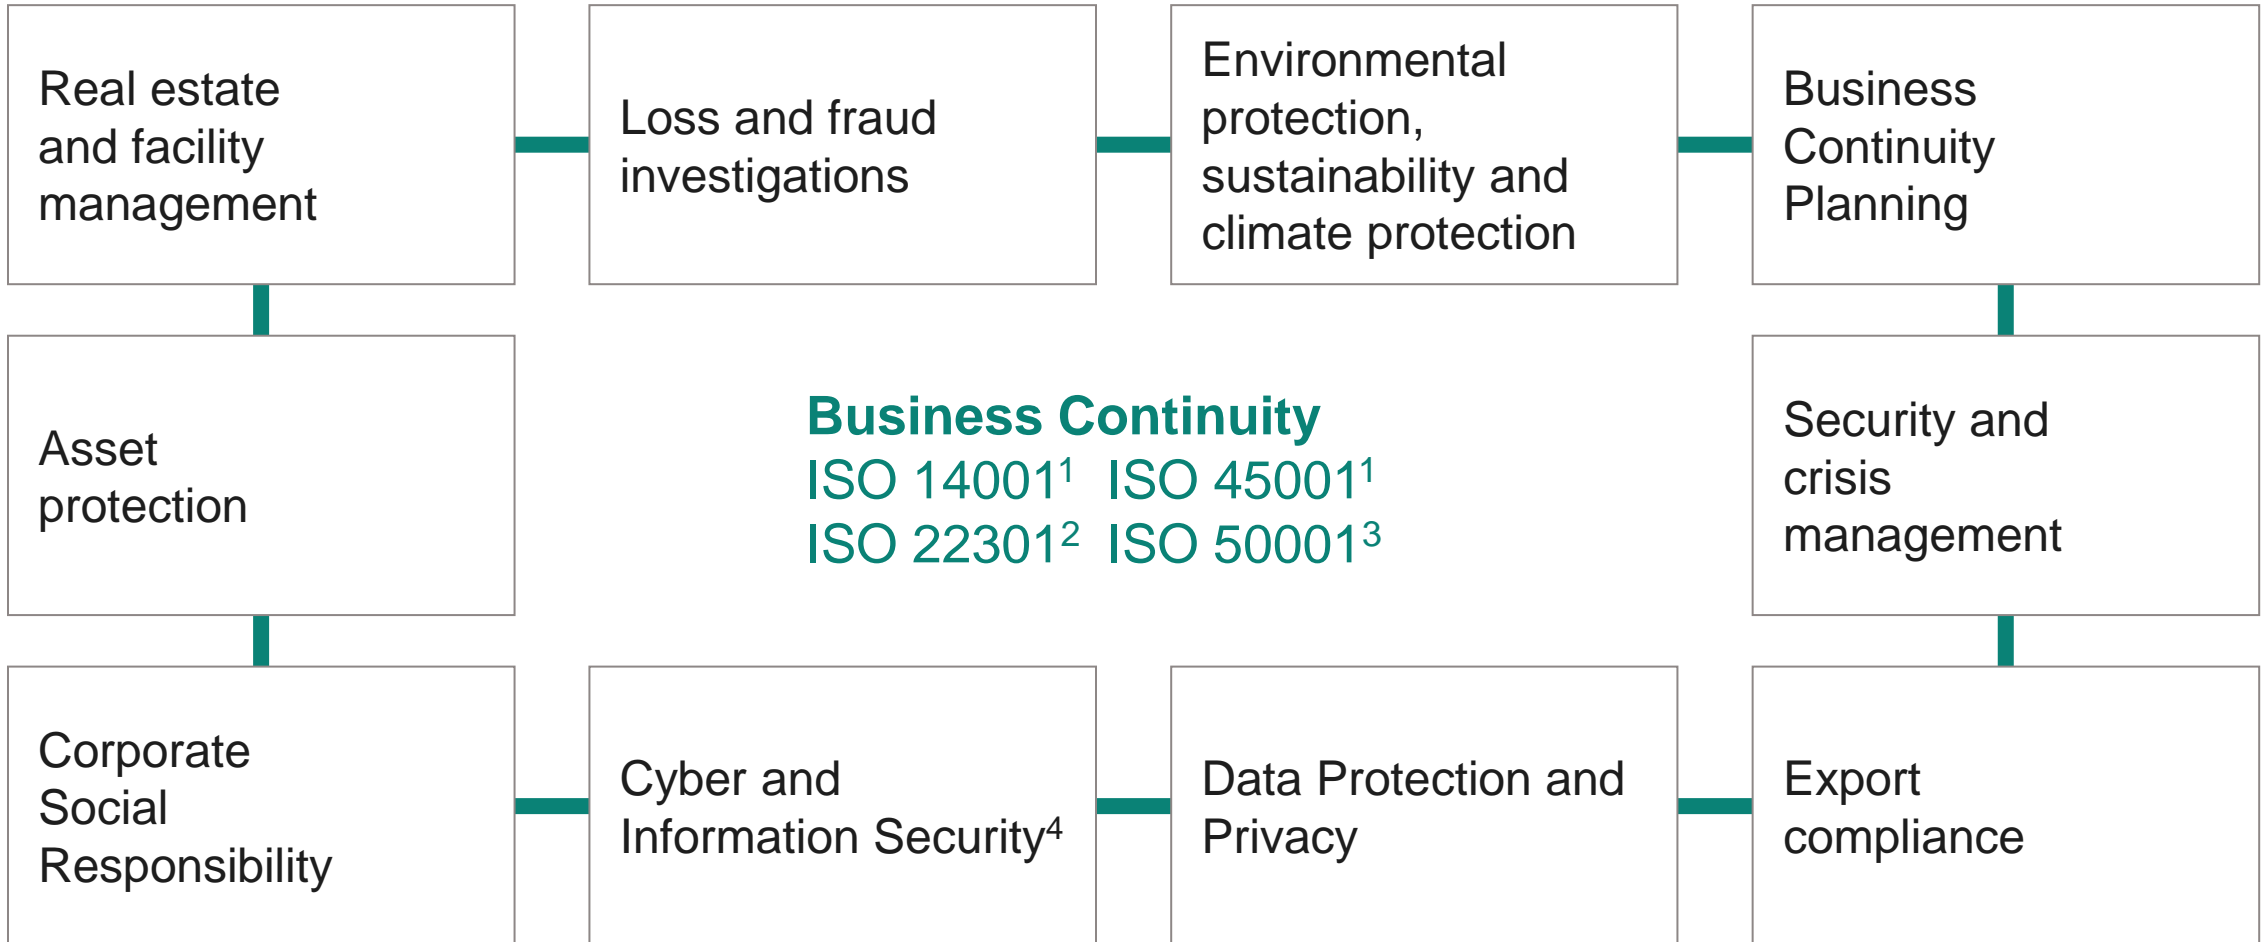 Real estate
and facility
management
Loss and fraud
investigations
Environmental
protection,
sustainability and
climate protection
Business
Continuity
Planning
Asset
protection
Business Continuity
ISO 14001¹ ISO 45001¹
ISO 22301² ISO 50001³
Security and
crisis
management
Corporate
Social
Responsibility
Cyber and
Information Security⁴
Data Protection and
Privacy
Export
compliance